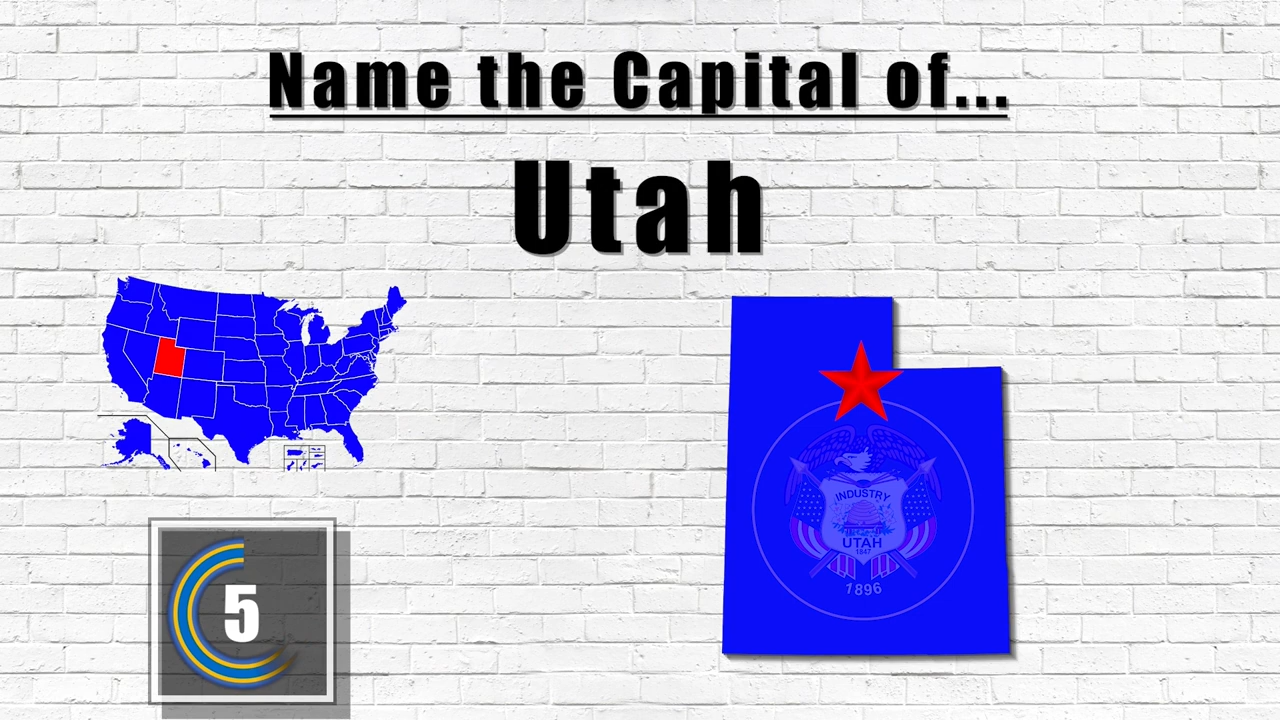 Name the Capital of...
Utah
INDUSTRY
UTAH
1847
1896
5